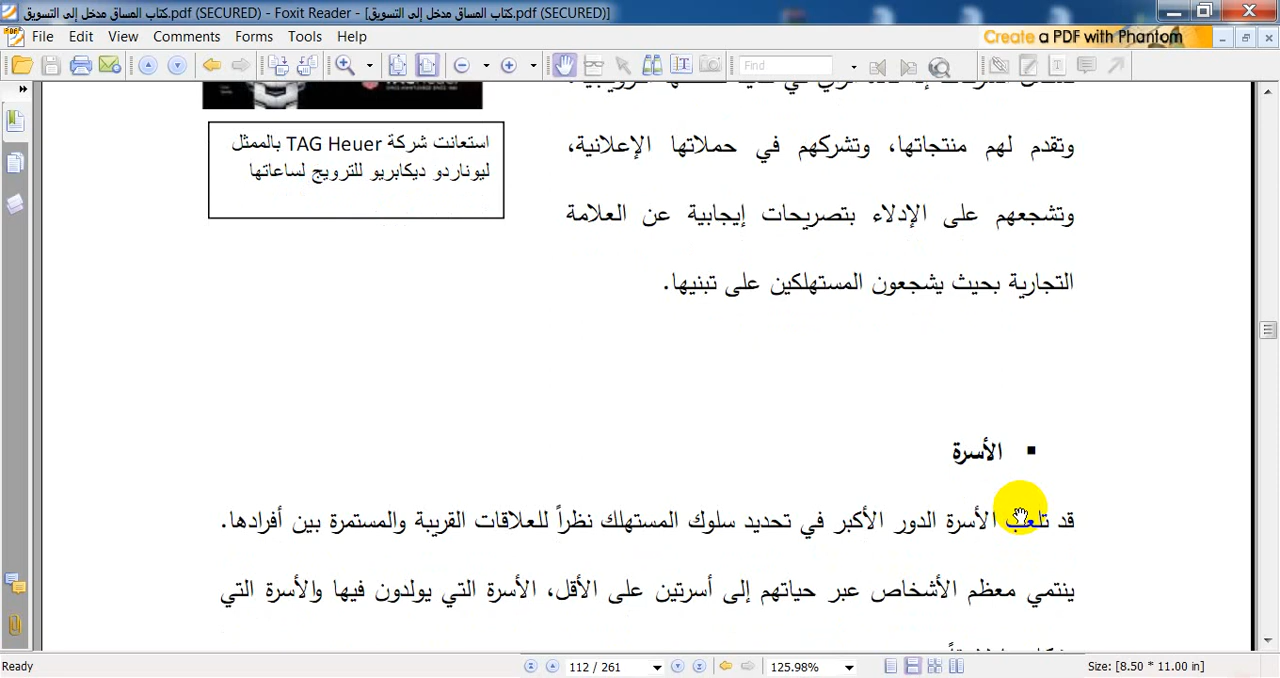 كتاب المساق مدخل إلى التسويق.pdf (SECURED) - Foxit Reader - [كتاب المساق مدخل إلى التسويق.pdf (SECURED)]
File Edit View Comments Forms Tools Help
Create a PDF with Phantom
Find
استعانت شركة TAG Heuer بالممثل
ليوناردو ديكابريو للترويج لساعاتها
وتقدم لهم منتجاتها، وتشركهم في حملاتها الإعلانية،
وتشجعهم على الإدلاء بتصريحات إيجابية عن العلامة
التجارية بحيث يشجعون المستهلكين على تبنيها.
▪ الأسرة
قد تلعب الأسرة الدور الأكبر في تحديد سلوك المستهلك نظراً للعلاقات القريبة والمستمرة بين أفرادها.
ينتمي معظم الأشخاص عبر حياتهم إلى أسرتين على الأقل، الأسرة التي يولدون فيها والأسرة التي
Ready
112 / 261
125.98%
Size: [8.50 * 11.00 in]